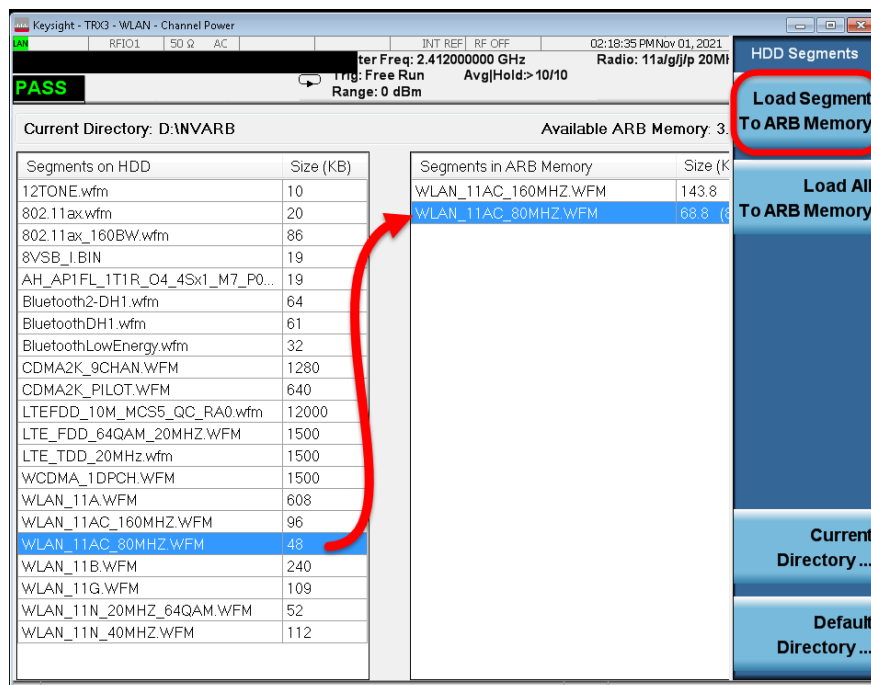 Keysight - TRX3 - WLAN - Channel Power
LAN RFIO1 50 Ω AC INT REF RF OFF 02:18:35 PM Nov 01, 2021
ter Freq: 2.412000000 GHz Radio: 11a/g/j/p 20M
Trig: Free Run Avg|Hold:>10/10
PASS
Range: 0 dBm
HDD Segments
Load Segment
To ARB Memory
Load All
To ARB Memory
Current
Directory...
Default
Directory...
Current Directory: D:\NVARB Available ARB Memory: 3.
Segments on HDD Size (KB)
12TONE.wfm 10
802.11ax.wfm 20
802.11ax_160BW.wfm 86
8VSB_I.BIN 19
AH_AP1FL_1T1R_O4_4Sx1_M7_P0... 19
Bluetooth2-DH1.wfm 64
BluetoothDH1.wfm 61
BluetoothLowEnergy.wfm 32
CDMA2K_9CHAN.WFM 1280
CDMA2K_PILOT.WFM 640
LTEFDD_10M_MCS5_QC_RA0.wfm 12000
LTE_FDD_64QAM_20MHZ.WFM 1500
LTE_TDD_20MHz.wfm 1500
WCDMA_1DPCH.WFM 1500
WLAN_11A.WFM 608
WLAN_11AC_160MHZ.WFM 96
WLAN_11AC_80MHZ.WFM 48
WLAN_11B.WFM 240
WLAN_11G.WFM 109
WLAN_11N_20MHZ_64QAM.WFM 52
WLAN_11N_40MHZ.WFM 112
Segments in ARB Memory Size (K
WLAN_11AC_160MHZ.WFM 143.8
WLAN_11AC_80MHZ.WFM 68.8 (8